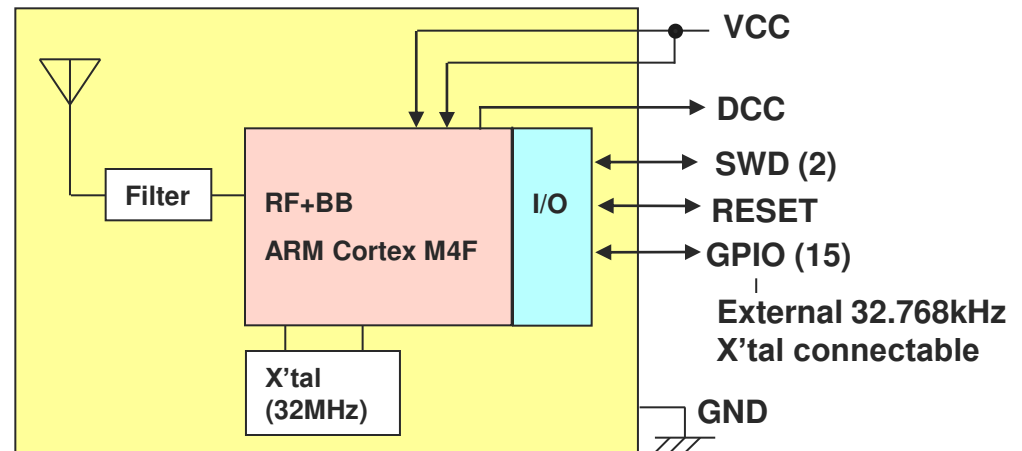 VCC
DCC
SWD (2)
RESET
GPIO (15)
External 32.768kHz
X'tal connectable
GND
Filter
RF+BB
ARM Cortex M4F
I/O
X'tal
(32MHz)